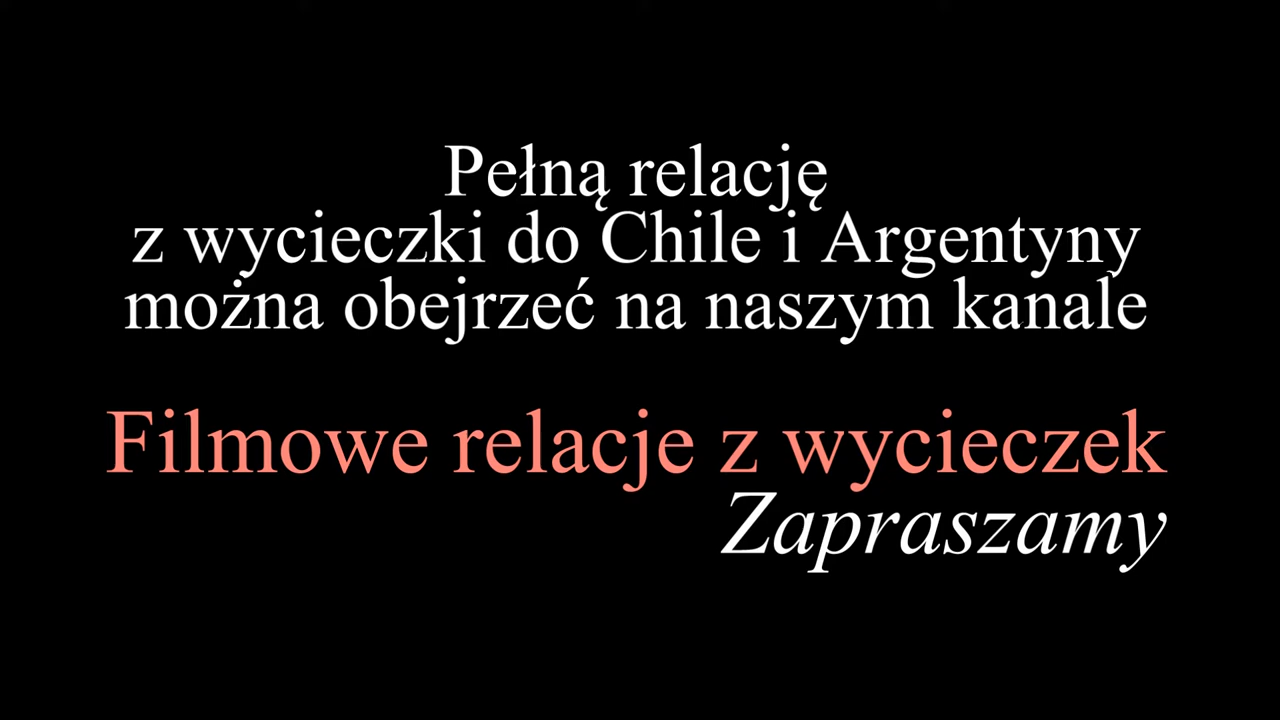 Pełną relację
z wycieczki do Chile i Argentyny
można obejrzeć na naszym kanale
Filmowe relacje z wycieczek
Zapraszamy